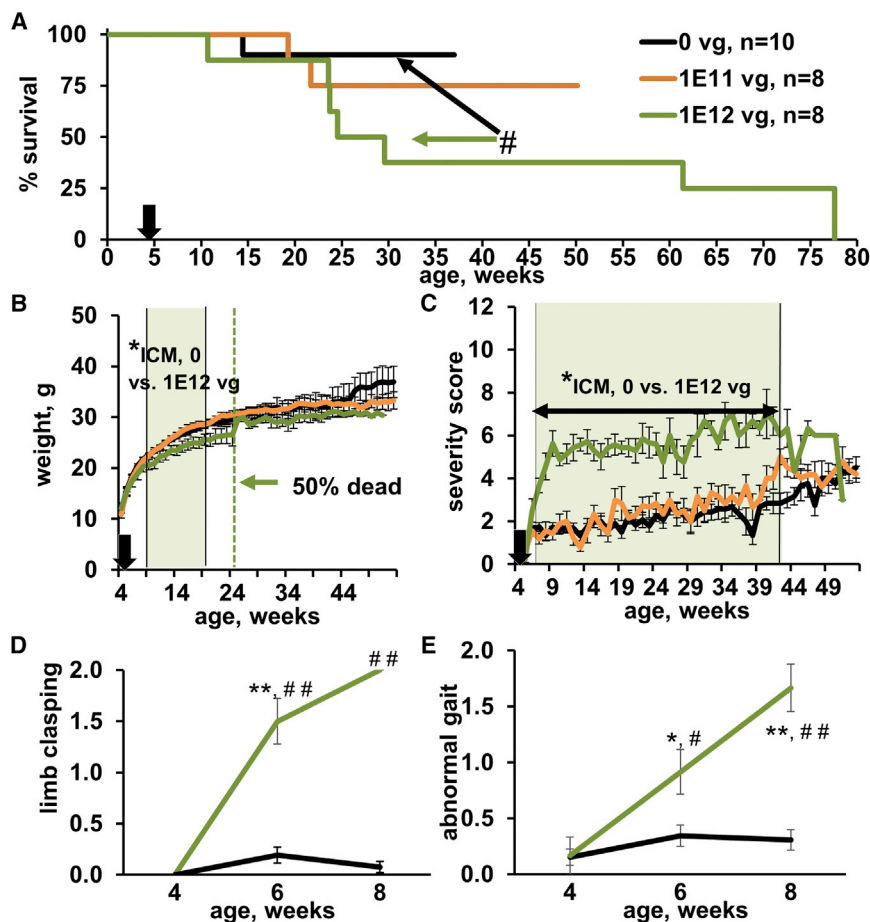 A
100
75
50
25
0
% survival
0 vg, n=10
1E11 vg, n=8
1E12 vg, n=8
#
0 5 10 15 20 25 30 35 40 45 50 55 60 65 70 75 80
age, weeks
B
60
50
40
30
20
10
0
weight, g
*ICM, 0
vs. 1E12 vg
50% dead
4 14 24 34 44
age, weeks
C
12
10
8
6
4
2
0
severity score
*ICM, 0 vs. 1E12 vg
4 9 14 19 24 29 34 39 44 49
age, weeks
D
2.0
1.5
1.0
0.5
0.0
limb clasping
**, # #
# #
4 6 8
age, weeks
E
2.0
1.5
1.0
0.5
0.0
abnormal gait
*, #
**, # #
4 6 8
age, weeks